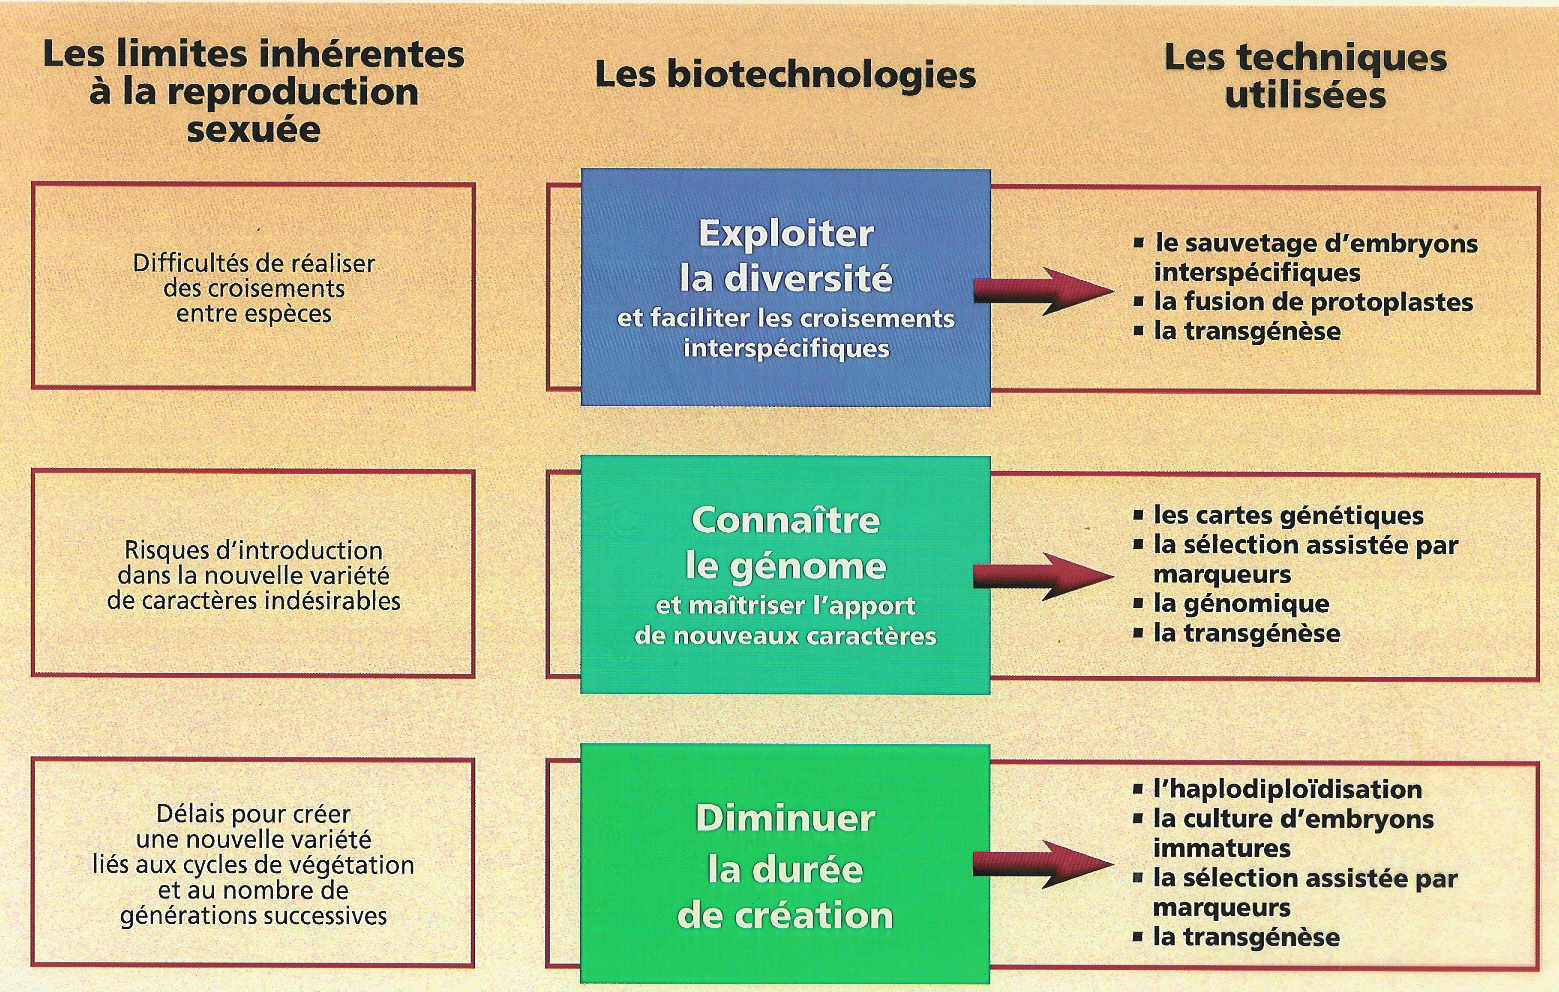 Les limites inhérentes
à la reproduction
sexuée
Les biotechnologies
Les techniques
utilisées
Difficultés de réaliser
des croisements
entre espèces
Exploiter
la diversité
et faciliter les croisements
interspécifiques
▪ le sauvetage d’embryons
interspécifiques
▪ la fusion de protoplastes
▪ la transgénèse
Risques d’introduction
dans la nouvelle variété
de caractères indésirables
Connaître
le génome
et maîtriser l’apport
de nouveaux caractères
▪ les cartes génétiques
▪ la sélection assistée par
marqueurs
▪ la génomique
▪ la transgénèse
Délais pour créer
une nouvelle variété
liés aux cycles de végétation
et au nombre de
générations successives
Diminuer
la durée
de création
▪ l’haplodiploïdisation
▪ la culture d’embryons
immatures
▪ la sélection assistée par
marqueurs
▪ la transgénèse